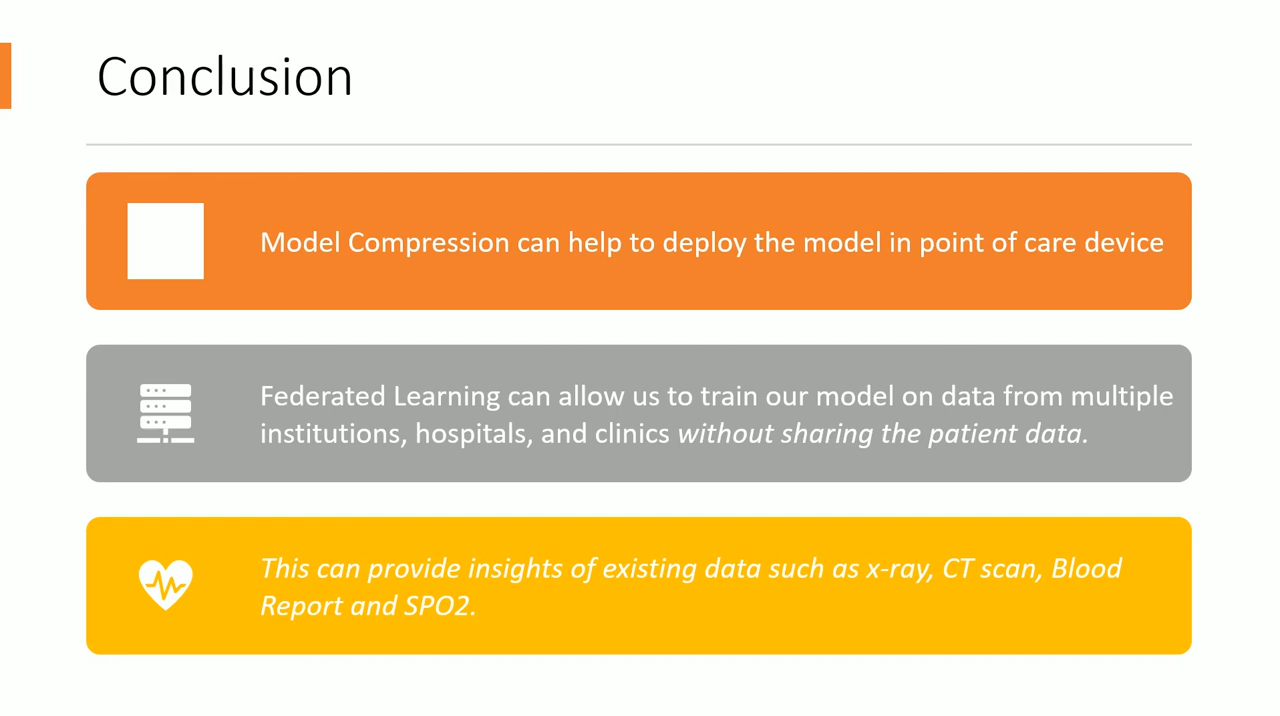 Conclusion
Model Compression can help to deploy the model in point of care device
Federated Learning can allow us to train our model on data from multiple
institutions, hospitals, and clinics without sharing the patient data.
This can provide insights of existing data such as x-ray, CT scan, Blood
Report and SPO2.